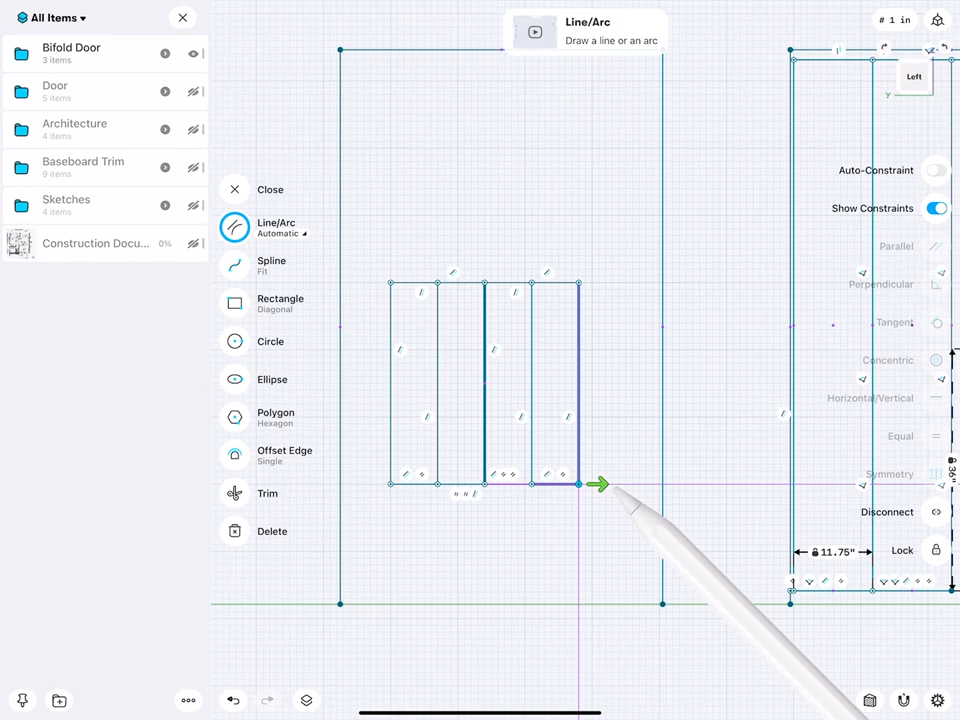 All Items
Line/Arc
Draw a line or an arc
# 1 in
Bifold Door
3 items
Door
5 items
Architecture
4 items
Baseboard Trim
9 items
Sketches
4 items
Construction Docu... 0%
Left
y
Close
Line/Arc
Automatic
Spline
Fit
Rectangle
Diagonal
Circle
Ellipse
Polygon
Hexagon
Offset Edge
Single
Trim
Delete
Auto-Constraint
Show Constraints
Parallel
Perpendicular
Tangent
Concentric
Horizontal/Vertical
Equal
Symmetry
Disconnect
Lock
11.75"
36"